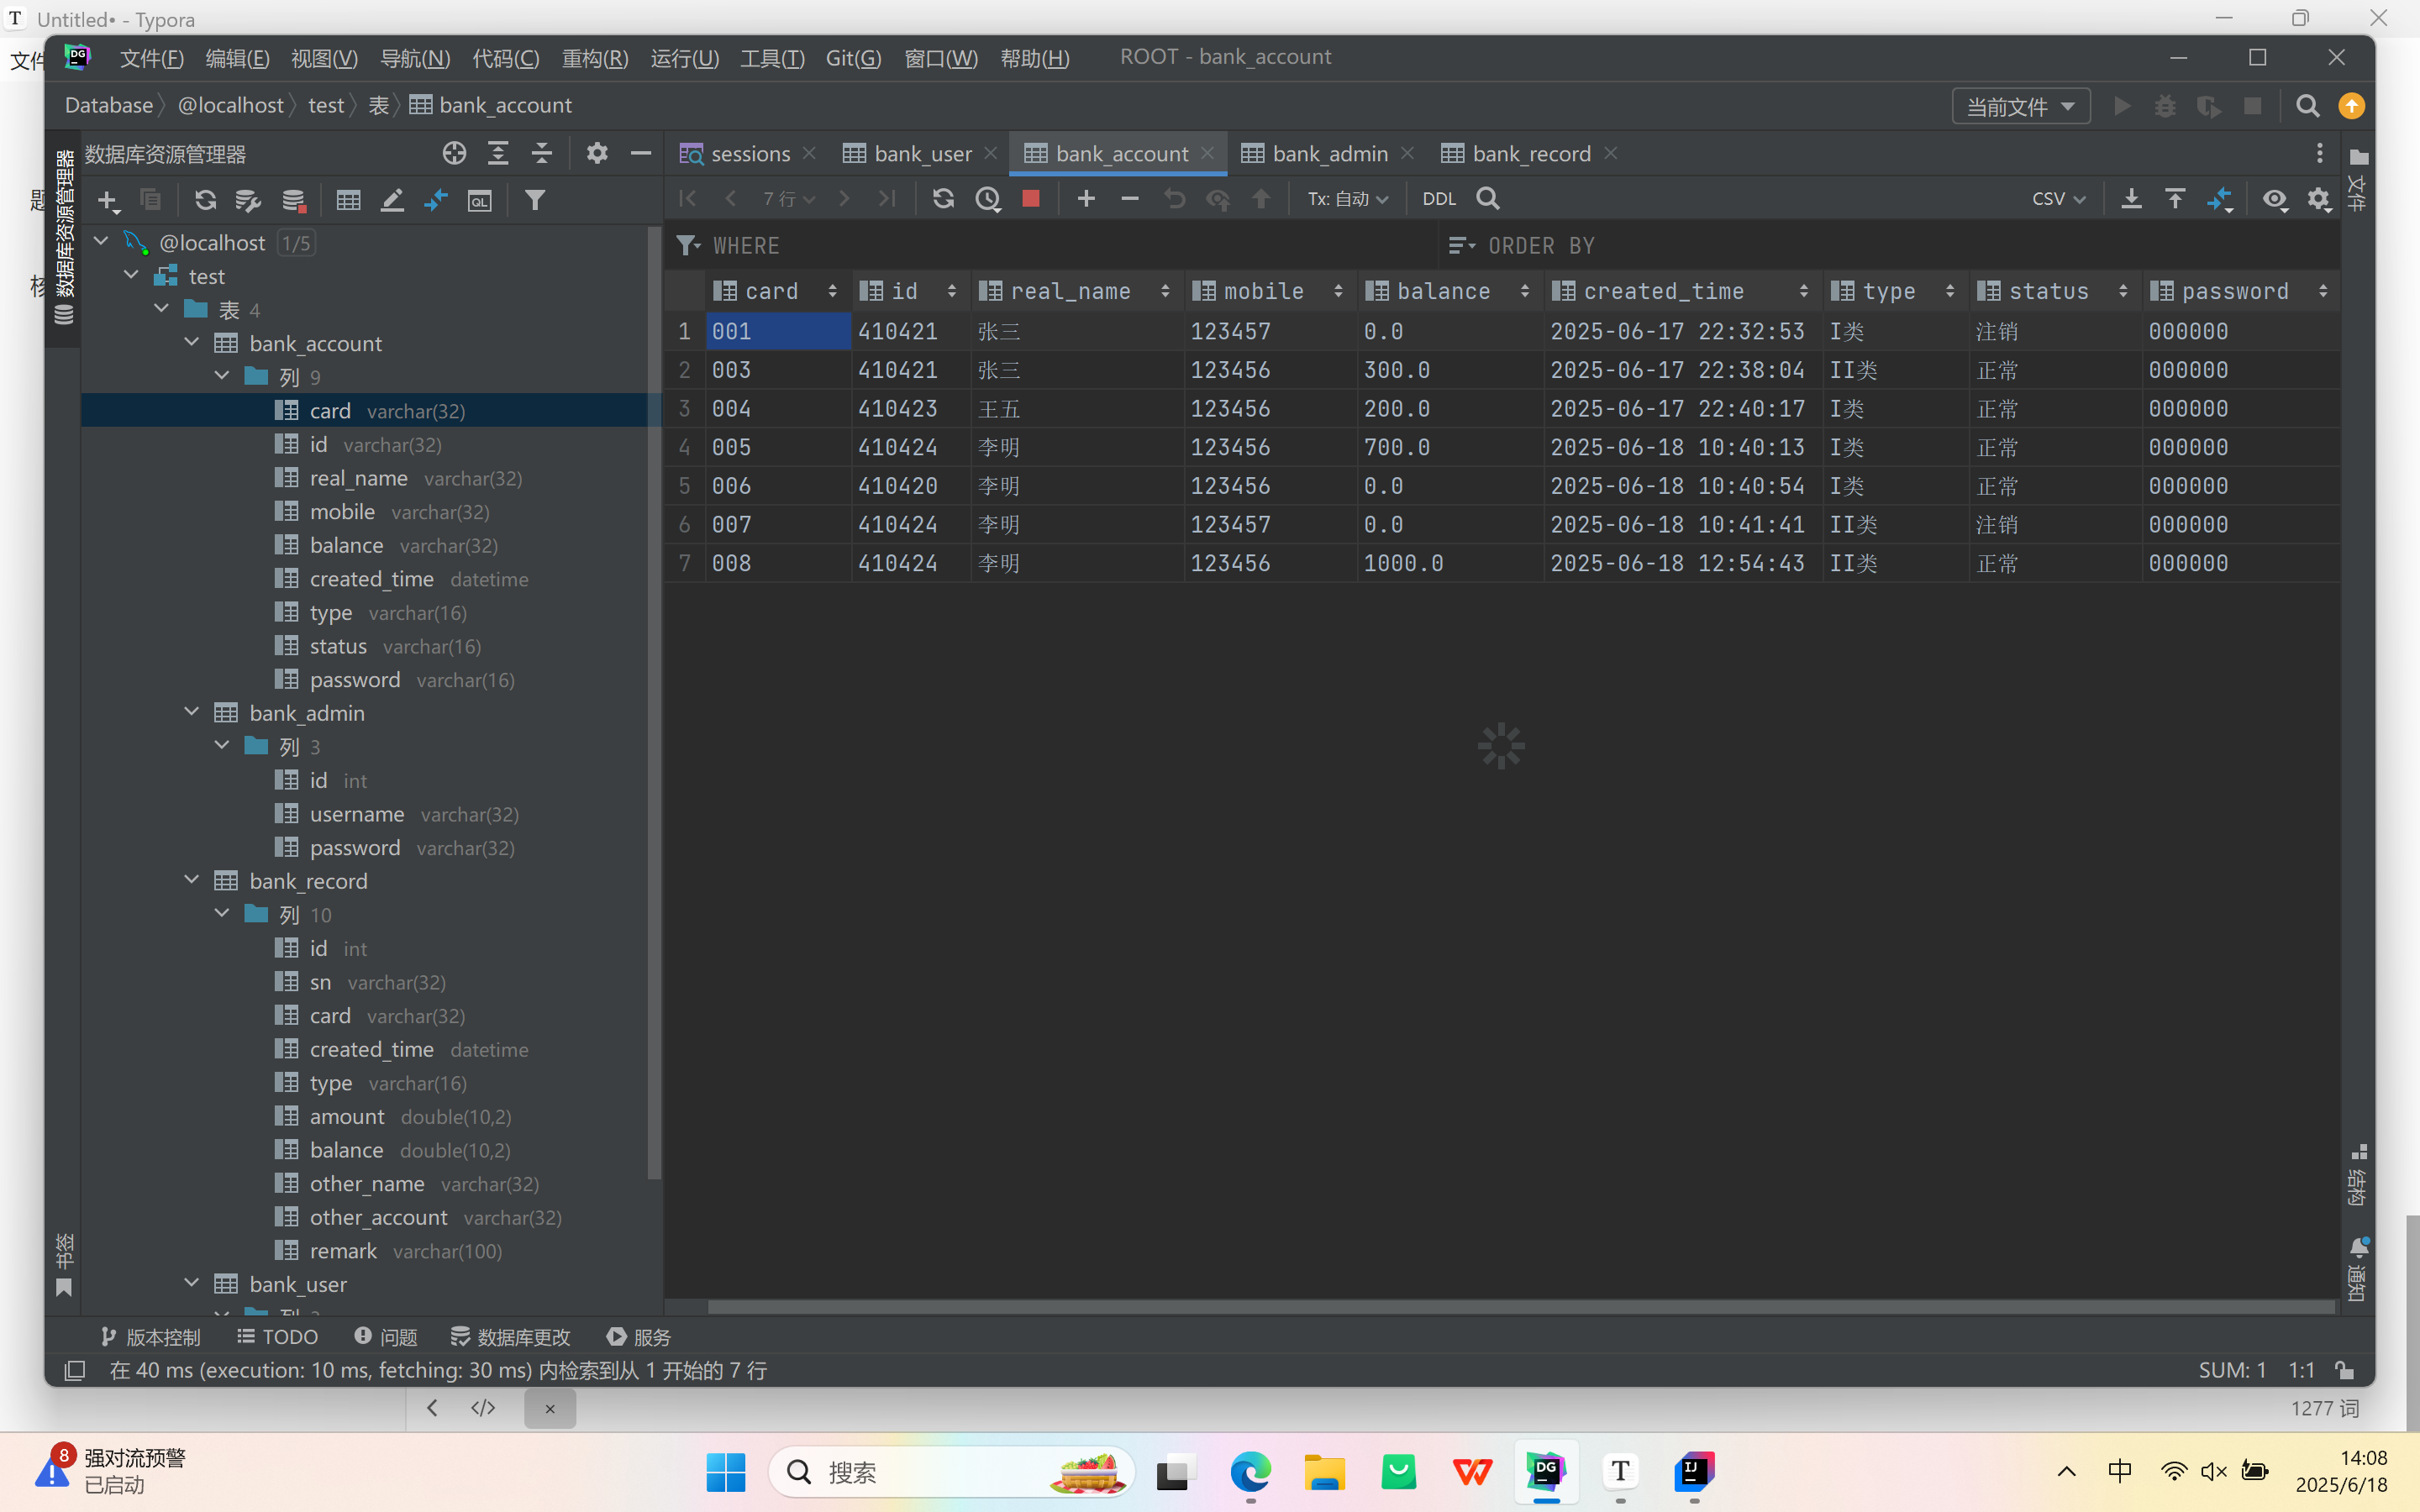 Untitled• - Typora
文件
文件(F) 编辑(E) 视图(V) 导航(N) 代码(C) 重构(R) 运行(U) 工具(T) Git(G) 窗口(W) 帮助(H) ROOT - bank_account
Database @localhost test 表 bank_account
当前文件
数据库资源管理器
数据库资源管理器
sessions bank_user bank_account bank_admin bank_record
文件
7 行 Tx: 自动 DDL CSV
WHERE ORDER BY
card id real_name mobile balance created_time type status password
1 001 410421 张三 123457 0.0 2025-06-17 22:32:53 I类 注销 000000
2 003 410421 张三 123456 300.0 2025-06-17 22:38:04 II类 正常 000000
3 004 410423 王五 123456 200.0 2025-06-17 22:40:17 I类 正常 000000
4 005 410424 李明 123456 700.0 2025-06-18 10:40:13 I类 正常 000000
5 006 410420 李明 123456 0.0 2025-06-18 10:40:54 I类 正常 000000
6 007 410424 李明 123457 0.0 2025-06-18 10:41:41 II类 注销 000000
7 008 410424 李明 123456 1000.0 2025-06-18 12:54:43 II类 正常 000000
@localhost 1/5
test
表 4
bank_account
列 9
card varchar(32)
id varchar(32)
real_name varchar(32)
mobile varchar(32)
balance varchar(32)
created_time datetime
type varchar(16)
status varchar(16)
password varchar(16)
bank_admin
列 3
id int
username varchar(32)
password varchar(32)
bank_record
列 10
id int
sn varchar(32)
card varchar(32)
created_time datetime
type varchar(16)
amount double(10,2)
balance double(10,2)
other_name varchar(32)
other_account varchar(32)
remark varchar(100)
bank_user
书签
结构
通知
版本控制 TODO 问题 数据库更改 服务
在 40 ms (execution: 10 ms, fetching: 30 ms) 内检索到从 1 开始的 7 行
SUM: 1 1:1
1277 词
8 强对流预警
已启动
搜索
中
14:08
2025/6/18